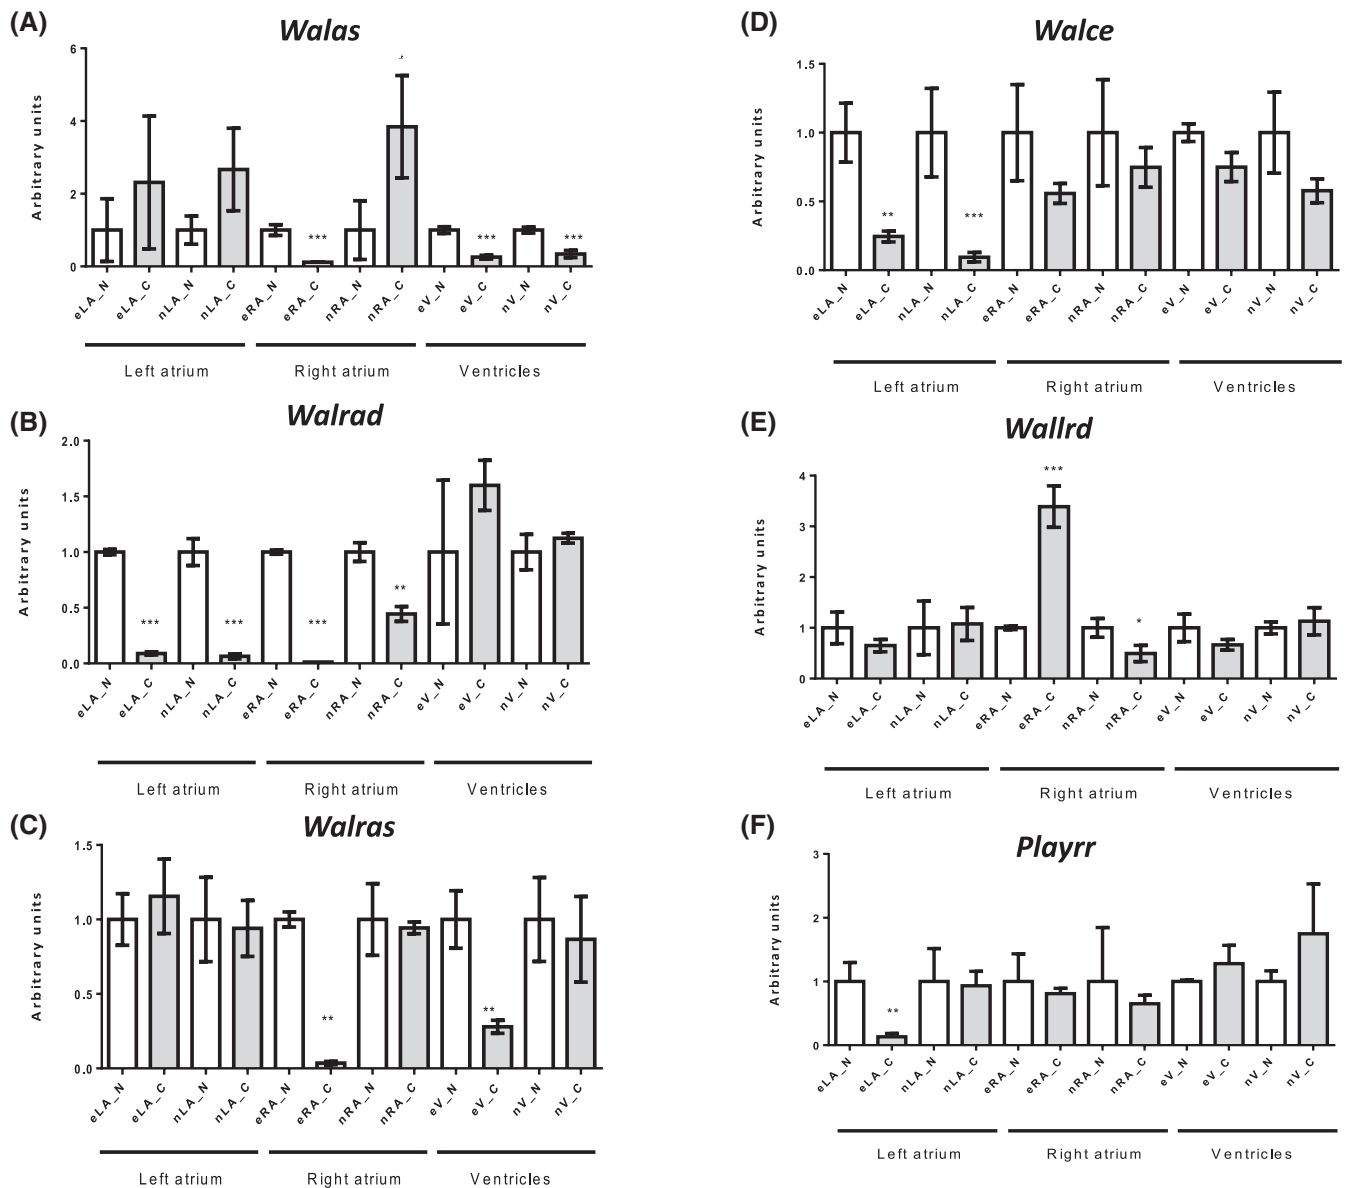 (A)
Walas
Arbitrary units
6
4
2
0
***
***
***
eLA_N
eLA_C
nLA_N
nLA_C
eRA_N
eRA_C
nRA_N
nRA_C
eV_N
eV_C
nV_N
nV_C
Left atrium
Right atrium
Ventricles
(B)
Walrad
Arbitrary units
2.0
1.5
1.0
0.5
0.0
***
***
***
**
eLA_N
eLA_C
nLA_N
nLA_C
eRA_N
eRA_C
nRA_N
nRA_C
eV_N
eV_C
nV_N
nV_C
Left atrium
Right atrium
Ventricles
(C)
Walras
Arbitrary units
1.5
1.0
0.5
0.0
**
**
eLA_N
eLA_C
nLA_N
nLA_C
eRA_N
eRA_C
nRA_N
nRA_C
eV_N
eV_C
nV_N
nV_C
Left atrium
Right atrium
Ventricles
(D)
Walce
Arbitrary units
1.5
1.0
0.5
0.0
**
***
eLA_N
eLA_C
nLA_N
nLA_C
eRA_N
eRA_C
nRA_N
nRA_C
eV_N
eV_C
nV_N
nV_C
Left atrium
Right atrium
Ventricles
(E)
Wallrd
Arbitrary units
4
3
2
1
0
***
*
eLA_N
eLA_C
nLA_N
nLA_C
eRA_N
eRA_C
nRA_N
nRA_C
eV_N
eV_C
nV_N
nV_C
Left atrium
Right atrium
Ventricles
(F)
Playrr
Arbitrary units
3
2
1
0
**
eLA_N
eLA_C
nLA_N
nLA_C
eRA_N
eRA_C
nRA_N
nRA_C
eV_N
eV_C
nV_N
nV_C
Left atrium
Right atrium
Ventricles